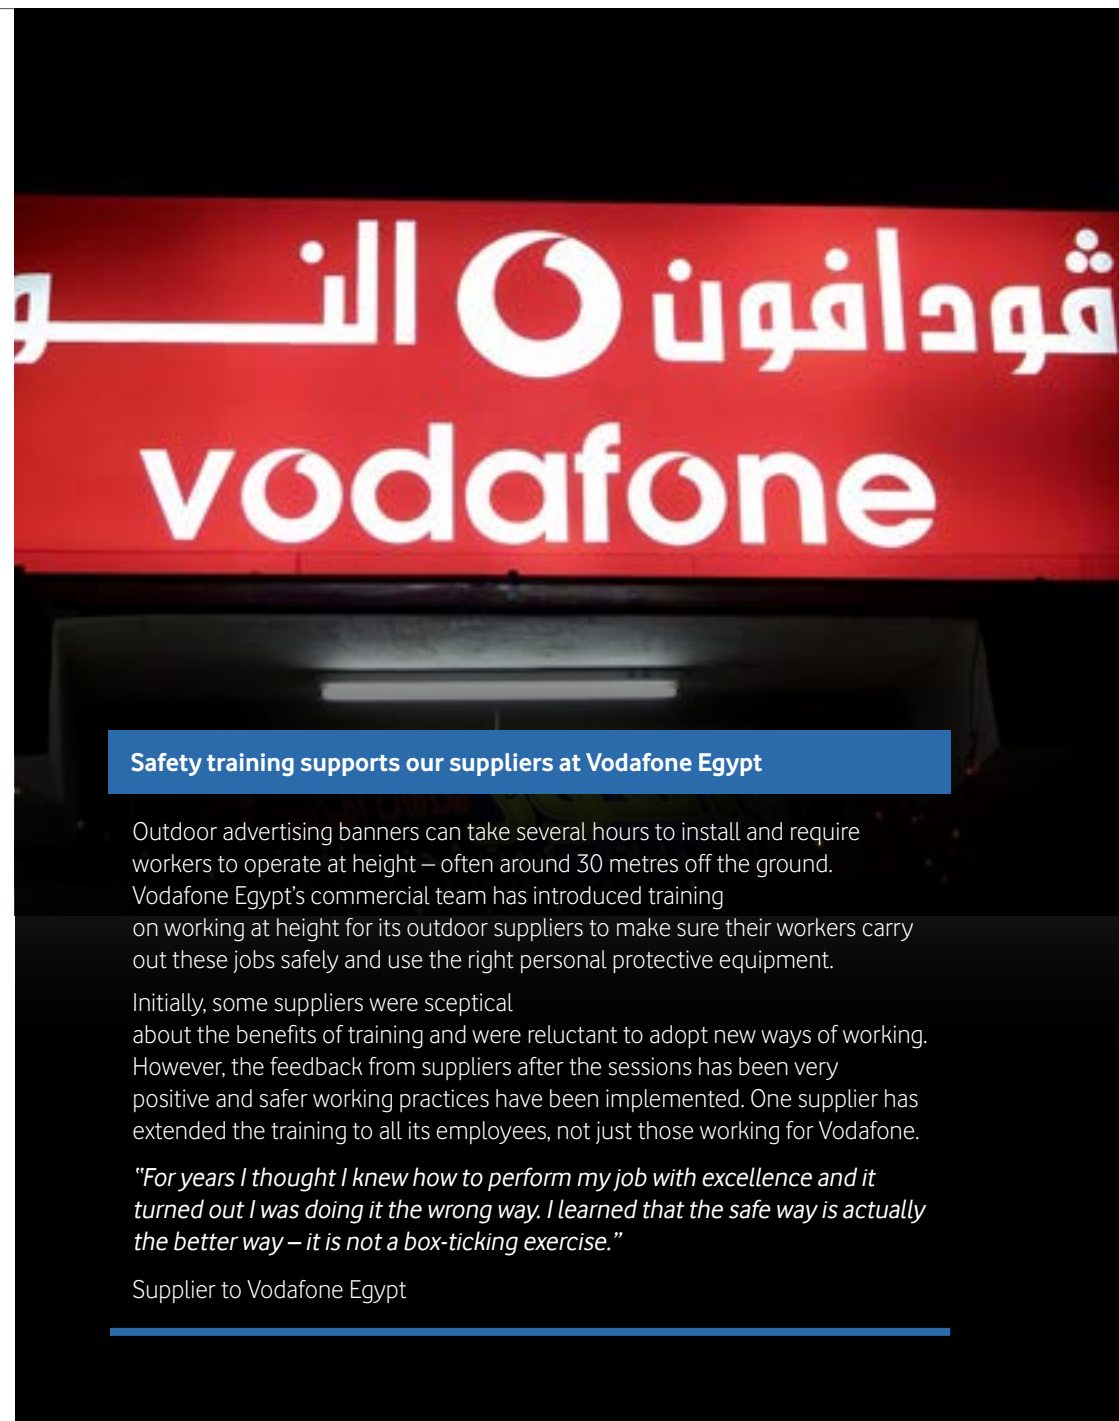 ڤودافون النـــو
vodafone
Safety training supports our suppliers at Vodafone Egypt
Outdoor advertising banners can take several hours to install and require
workers to operate at height – often around 30 metres off the ground.
Vodafone Egypt’s commercial team has introduced training
on working at height for its outdoor suppliers to make sure their workers carry
out these jobs safely and use the right personal protective equipment.
Initially, some suppliers were sceptical
about the benefits of training and were reluctant to adopt new ways of working.
However, the feedback from suppliers after the sessions has been very
positive and safer working practices have been implemented. One supplier has
extended the training to all its employees, not just those working for Vodafone.
“For years I thought I knew how to perform my job with excellence and it
turned out I was doing it the wrong way. I learned that the safe way is actually
the better way – it is not a box-ticking exercise.”
Supplier to Vodafone Egypt